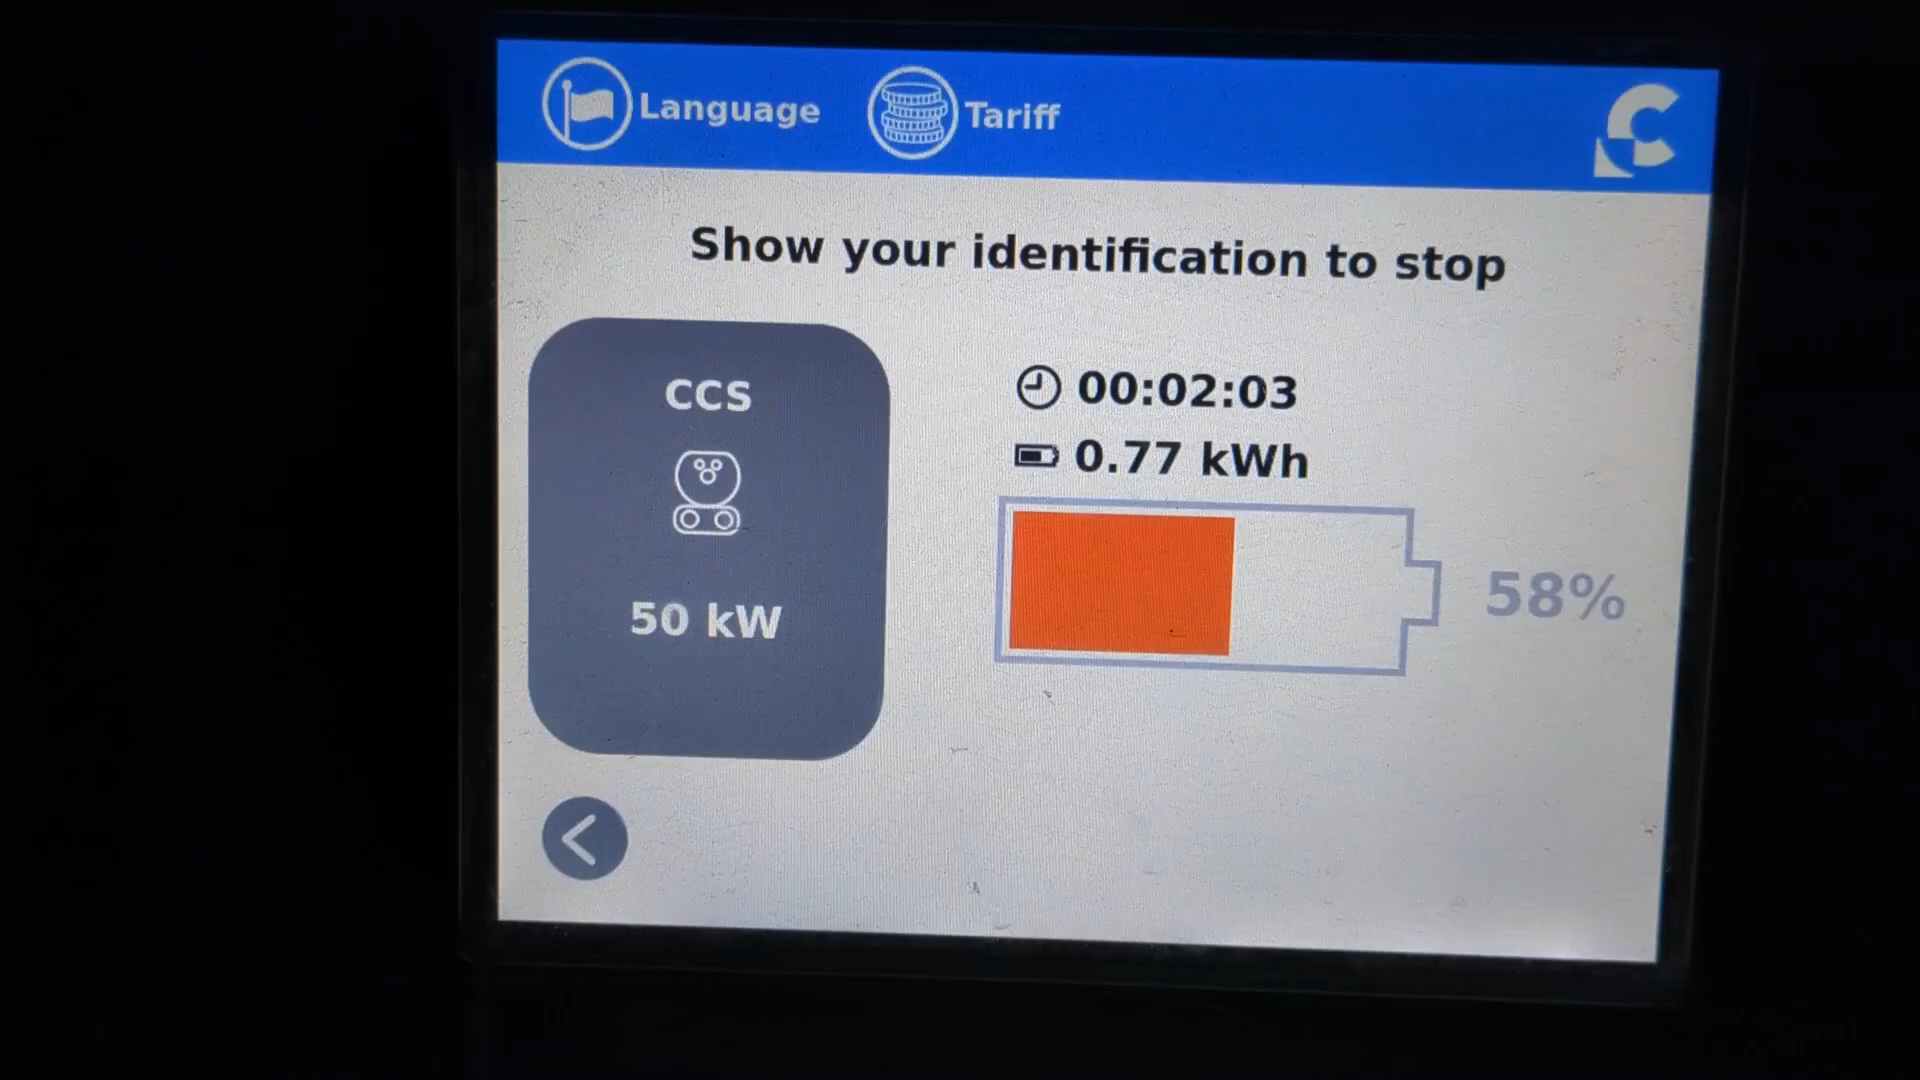 Language
Tariff
Show your identification to stop
CCS
50 kW
00:02:03
0.77 kWh
58%